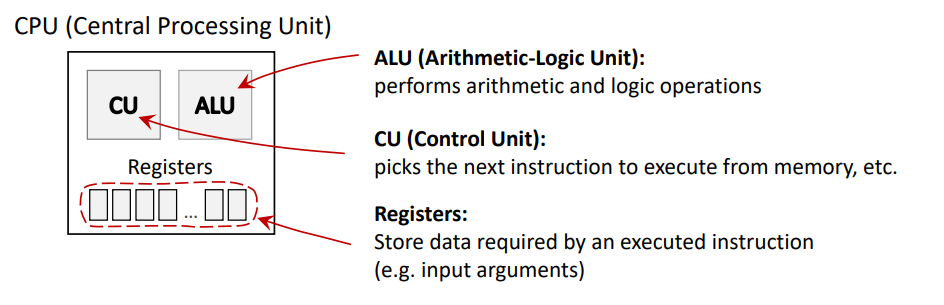 CPU (Central Processing Unit)
CU
ALU
Registers
...
ALU (Arithmetic-Logic Unit):
performs arithmetic and logic operations
CU (Control Unit):
picks the next instruction to execute from memory, etc.
Registers:
Store data required by an executed instruction
(e.g. input arguments)